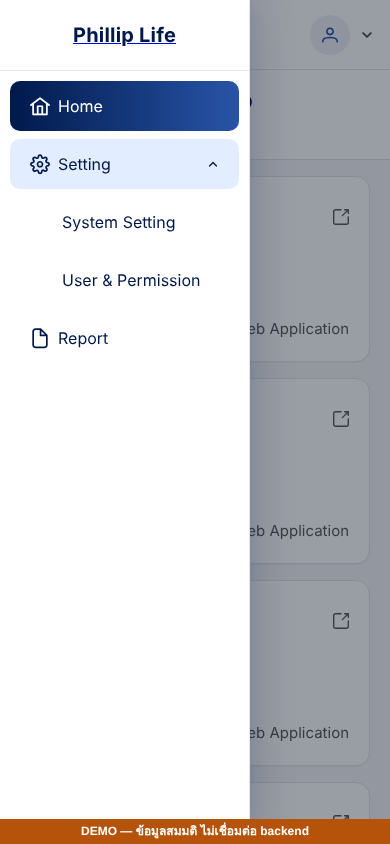 Phillip Life
Home
Setting
System Setting
User & Permission
Report
eb Application
eb Application
eb Application
DEMO — ข้อมูลสมมติ ไม่เชื่อมต่อ backend